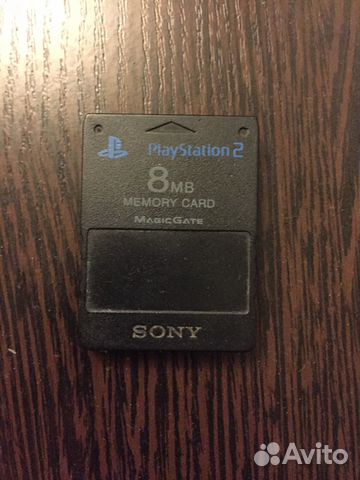 PlayStation 2
8MB
MEMORY CARD
MAGICGATE
SONY
Avito